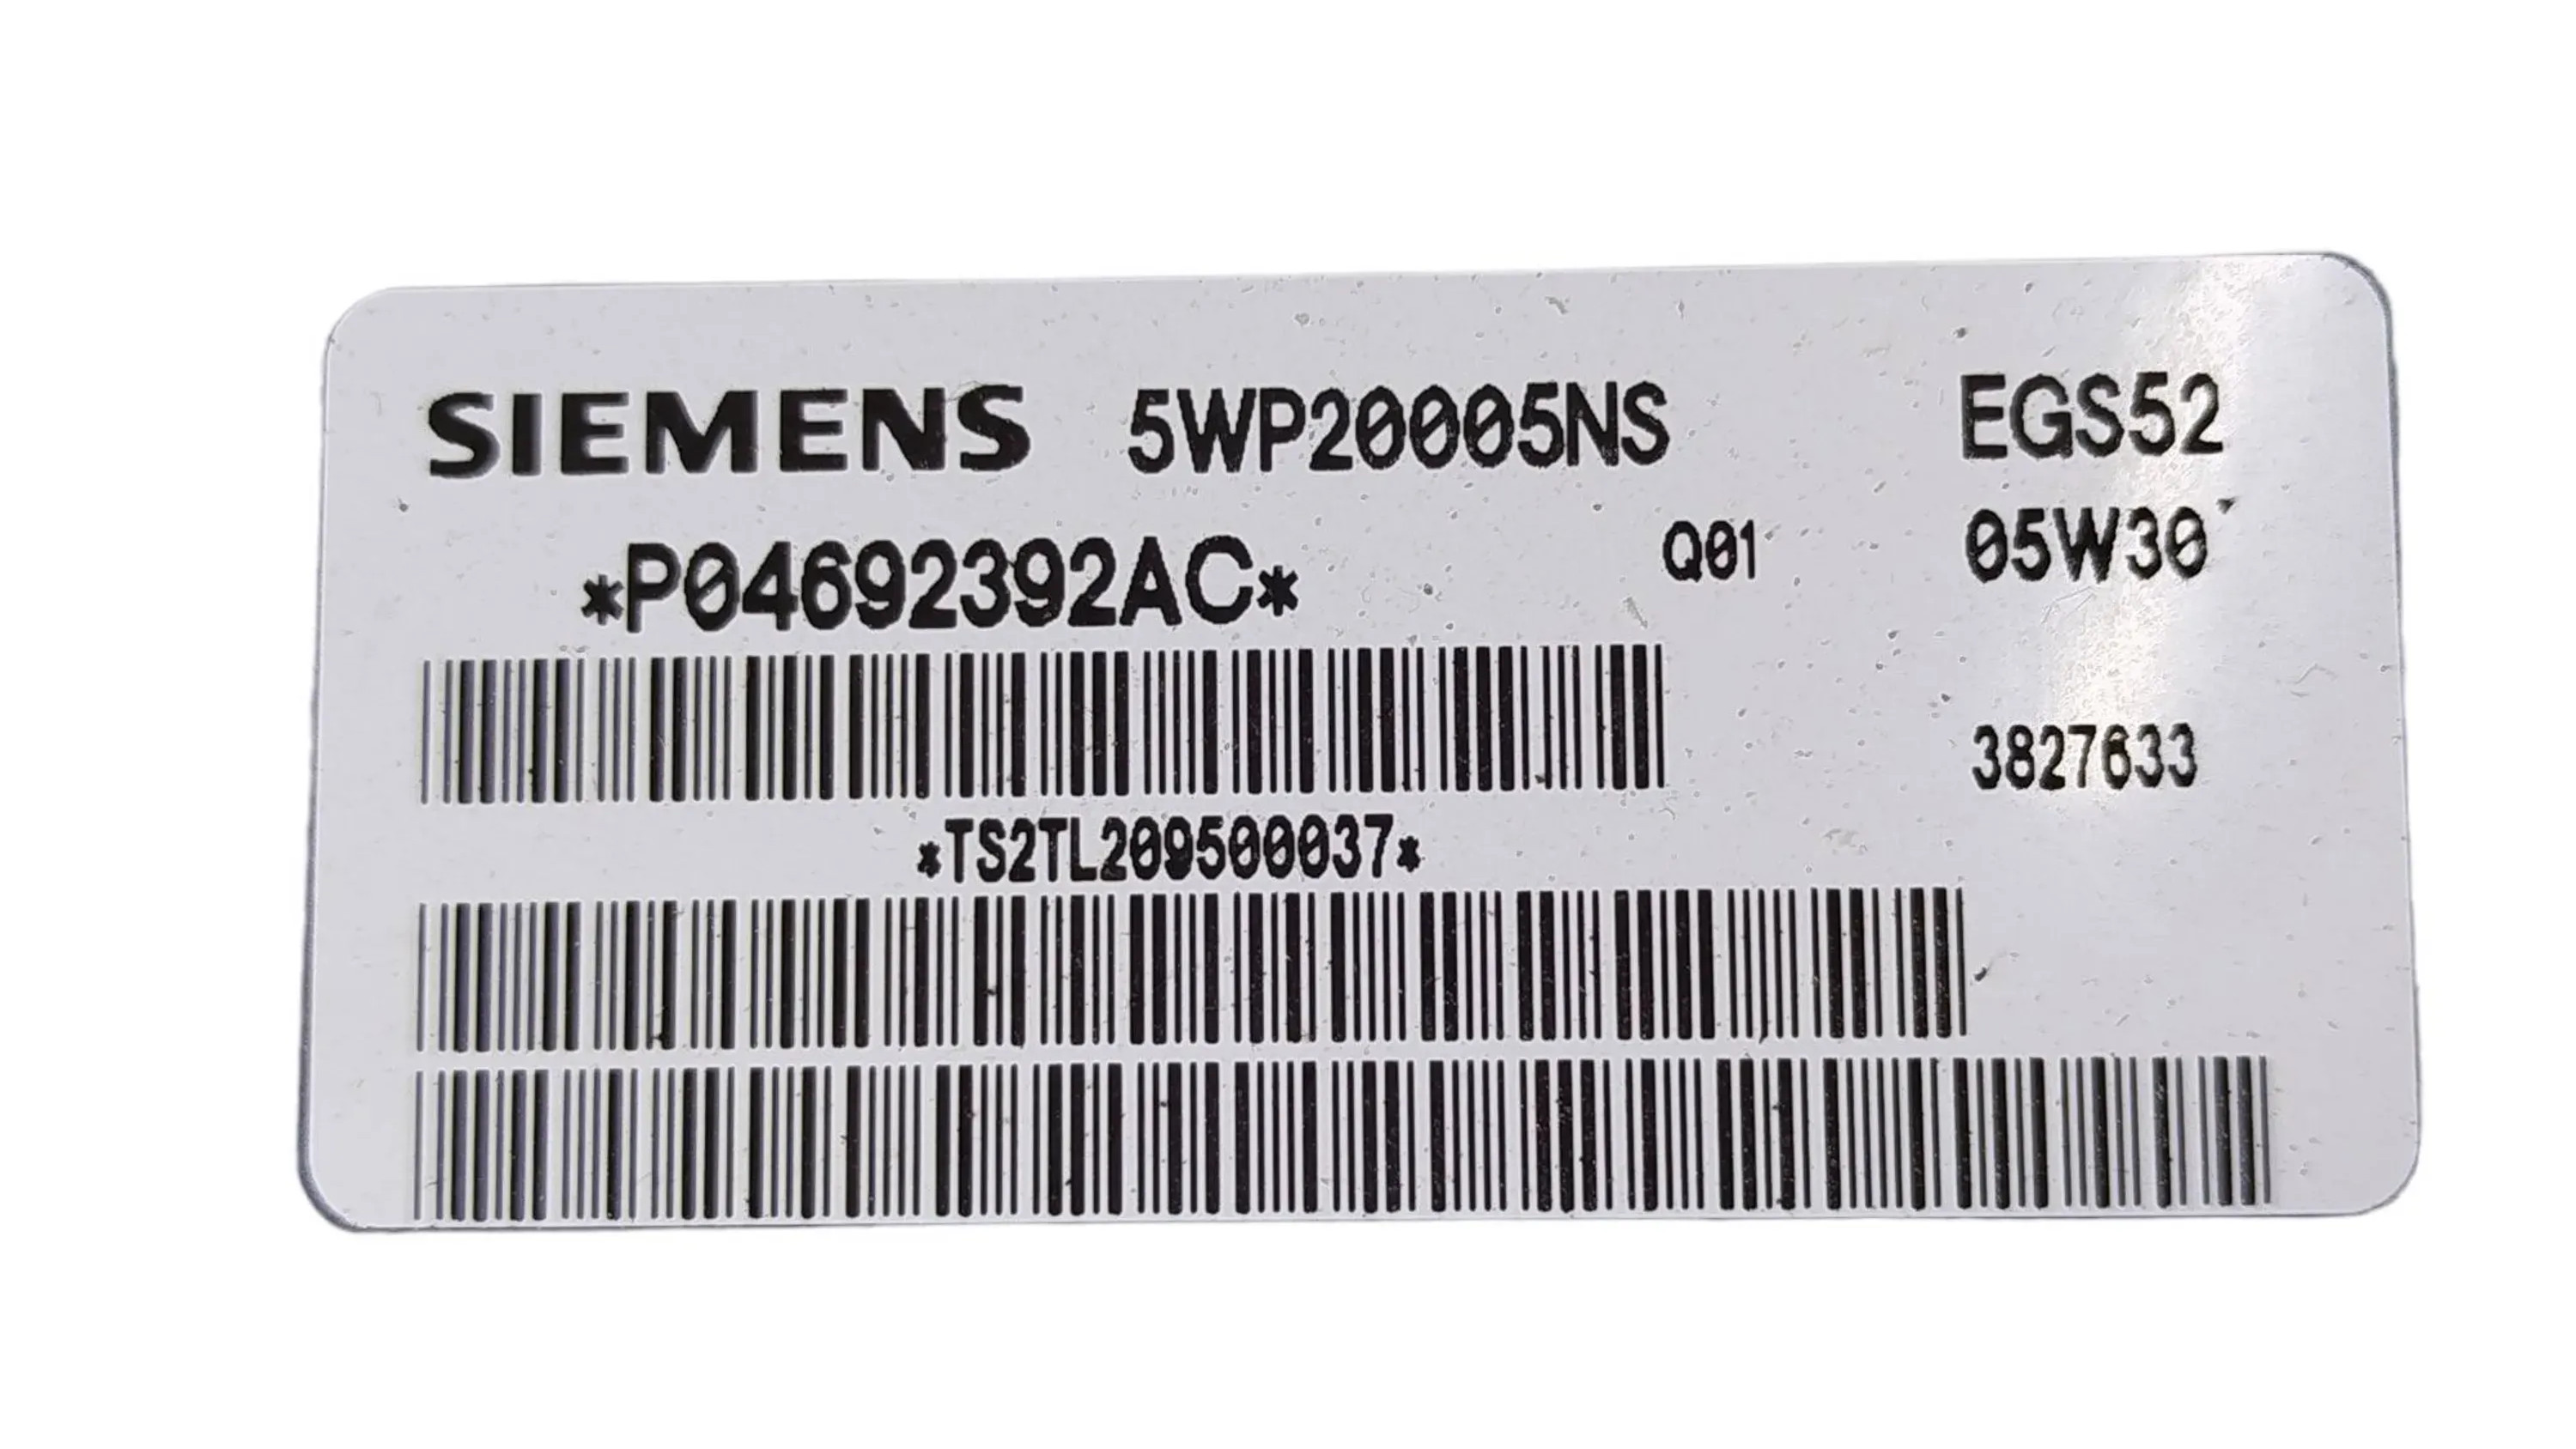 SIEMENS 5WP20005NS EGS52
*P04692392AC* Q01 05W30
3827633
*TS2TL209500037*